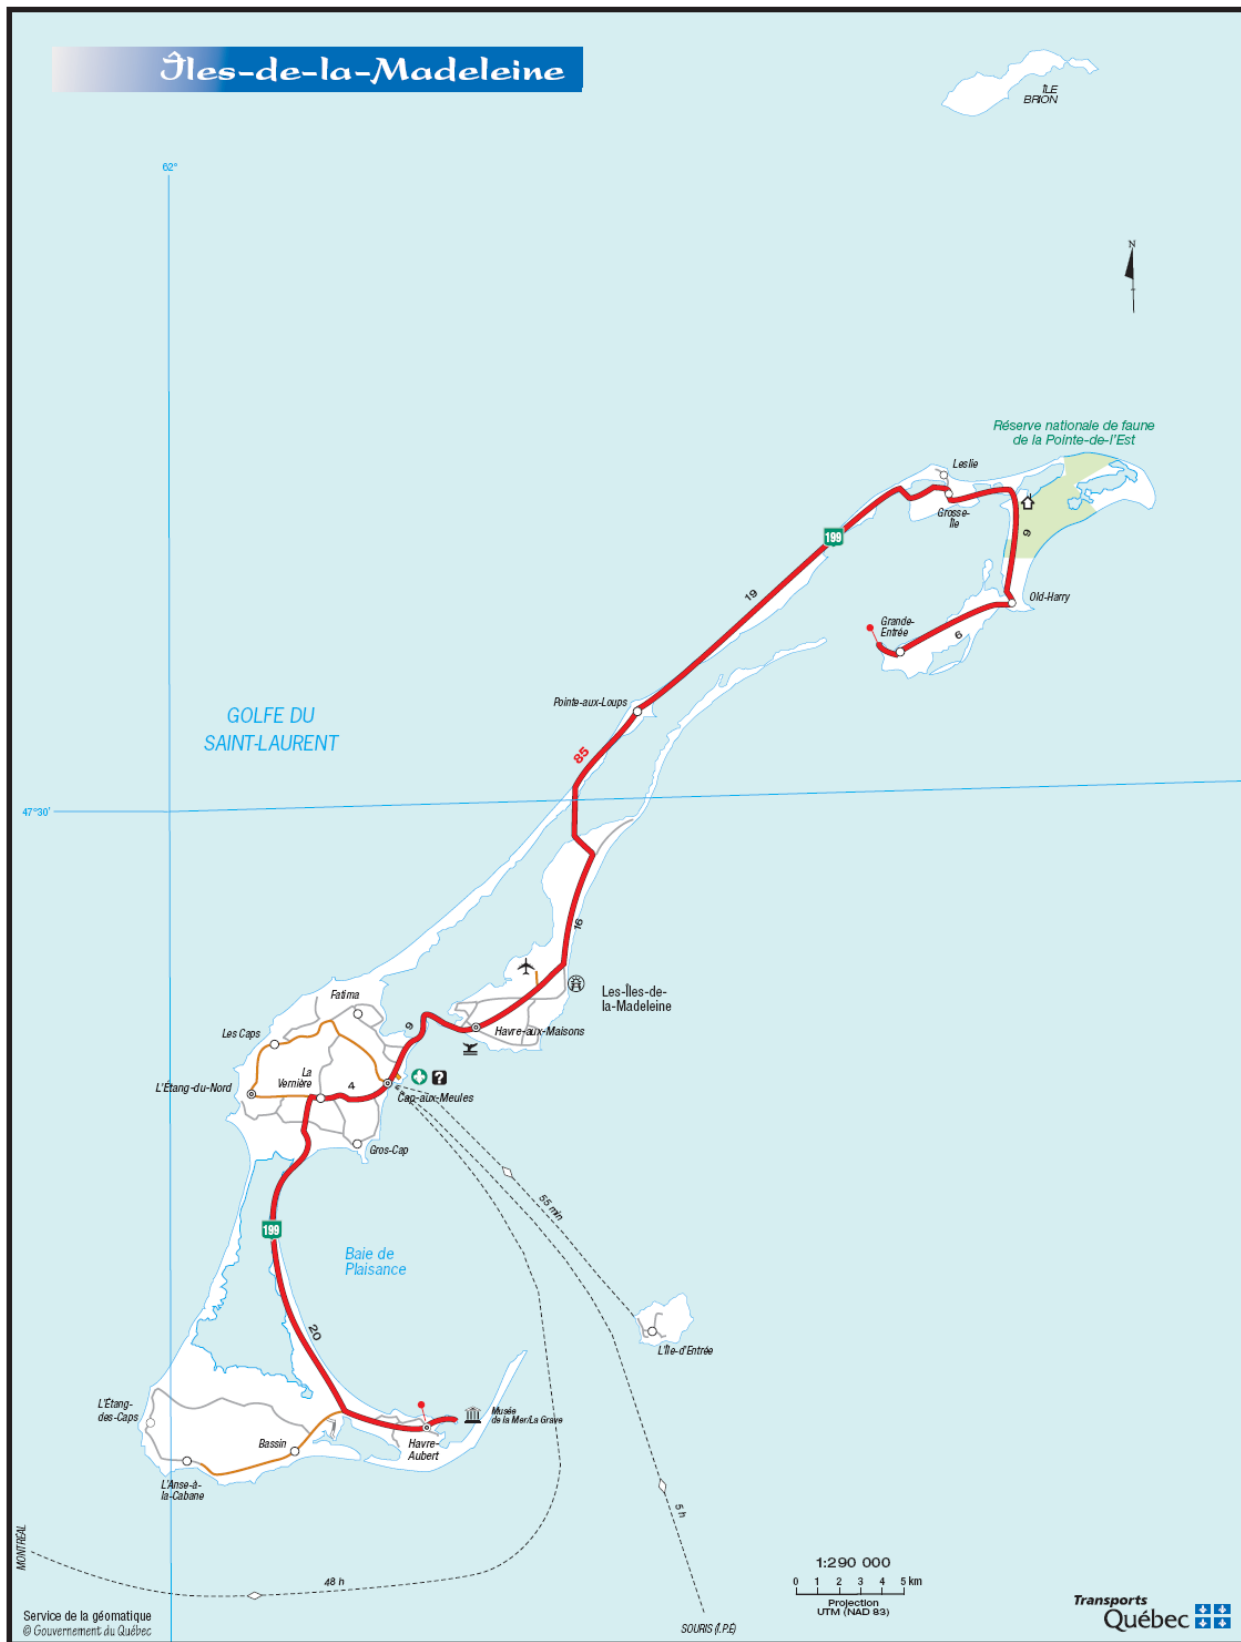 Îles-de-la-Madeleine
ÎLE
BRION
62°
N
Réserve nationale de faune
de la Pointe-de-l'Est
Leslie
Grosse-
Île
199
9
19
Old-Harry
Grande-
Entrée
6
Pointe-aux-Loups
GOLFE DU
SAINT-LAURENT
85
47°30'
16
Les-Îles-de-
la-Madeleine
Fatima
9
Havre-aux-Maisons
Les Caps
La
Vernière
4
?
L'Étang-du-Nord
Cap-aux-Meules
Gros-Cap
55 min
199
Baie de
Plaisance
20
L'Île-d'Entrée
L'Étang-
des-Caps
Musée
de la Mer/La Grave
Bassin
Havre-
Aubert
L'Anse-à-
la-Cabane
5 h
MONTRÉAL
48 h
1:290 000
0 1 2 3 4 5 km
Projection
UTM (NAD 83)
Service de la géomatique
© Gouvernement du Québec
SOURIS (Î.P.É)
Transports
Québec